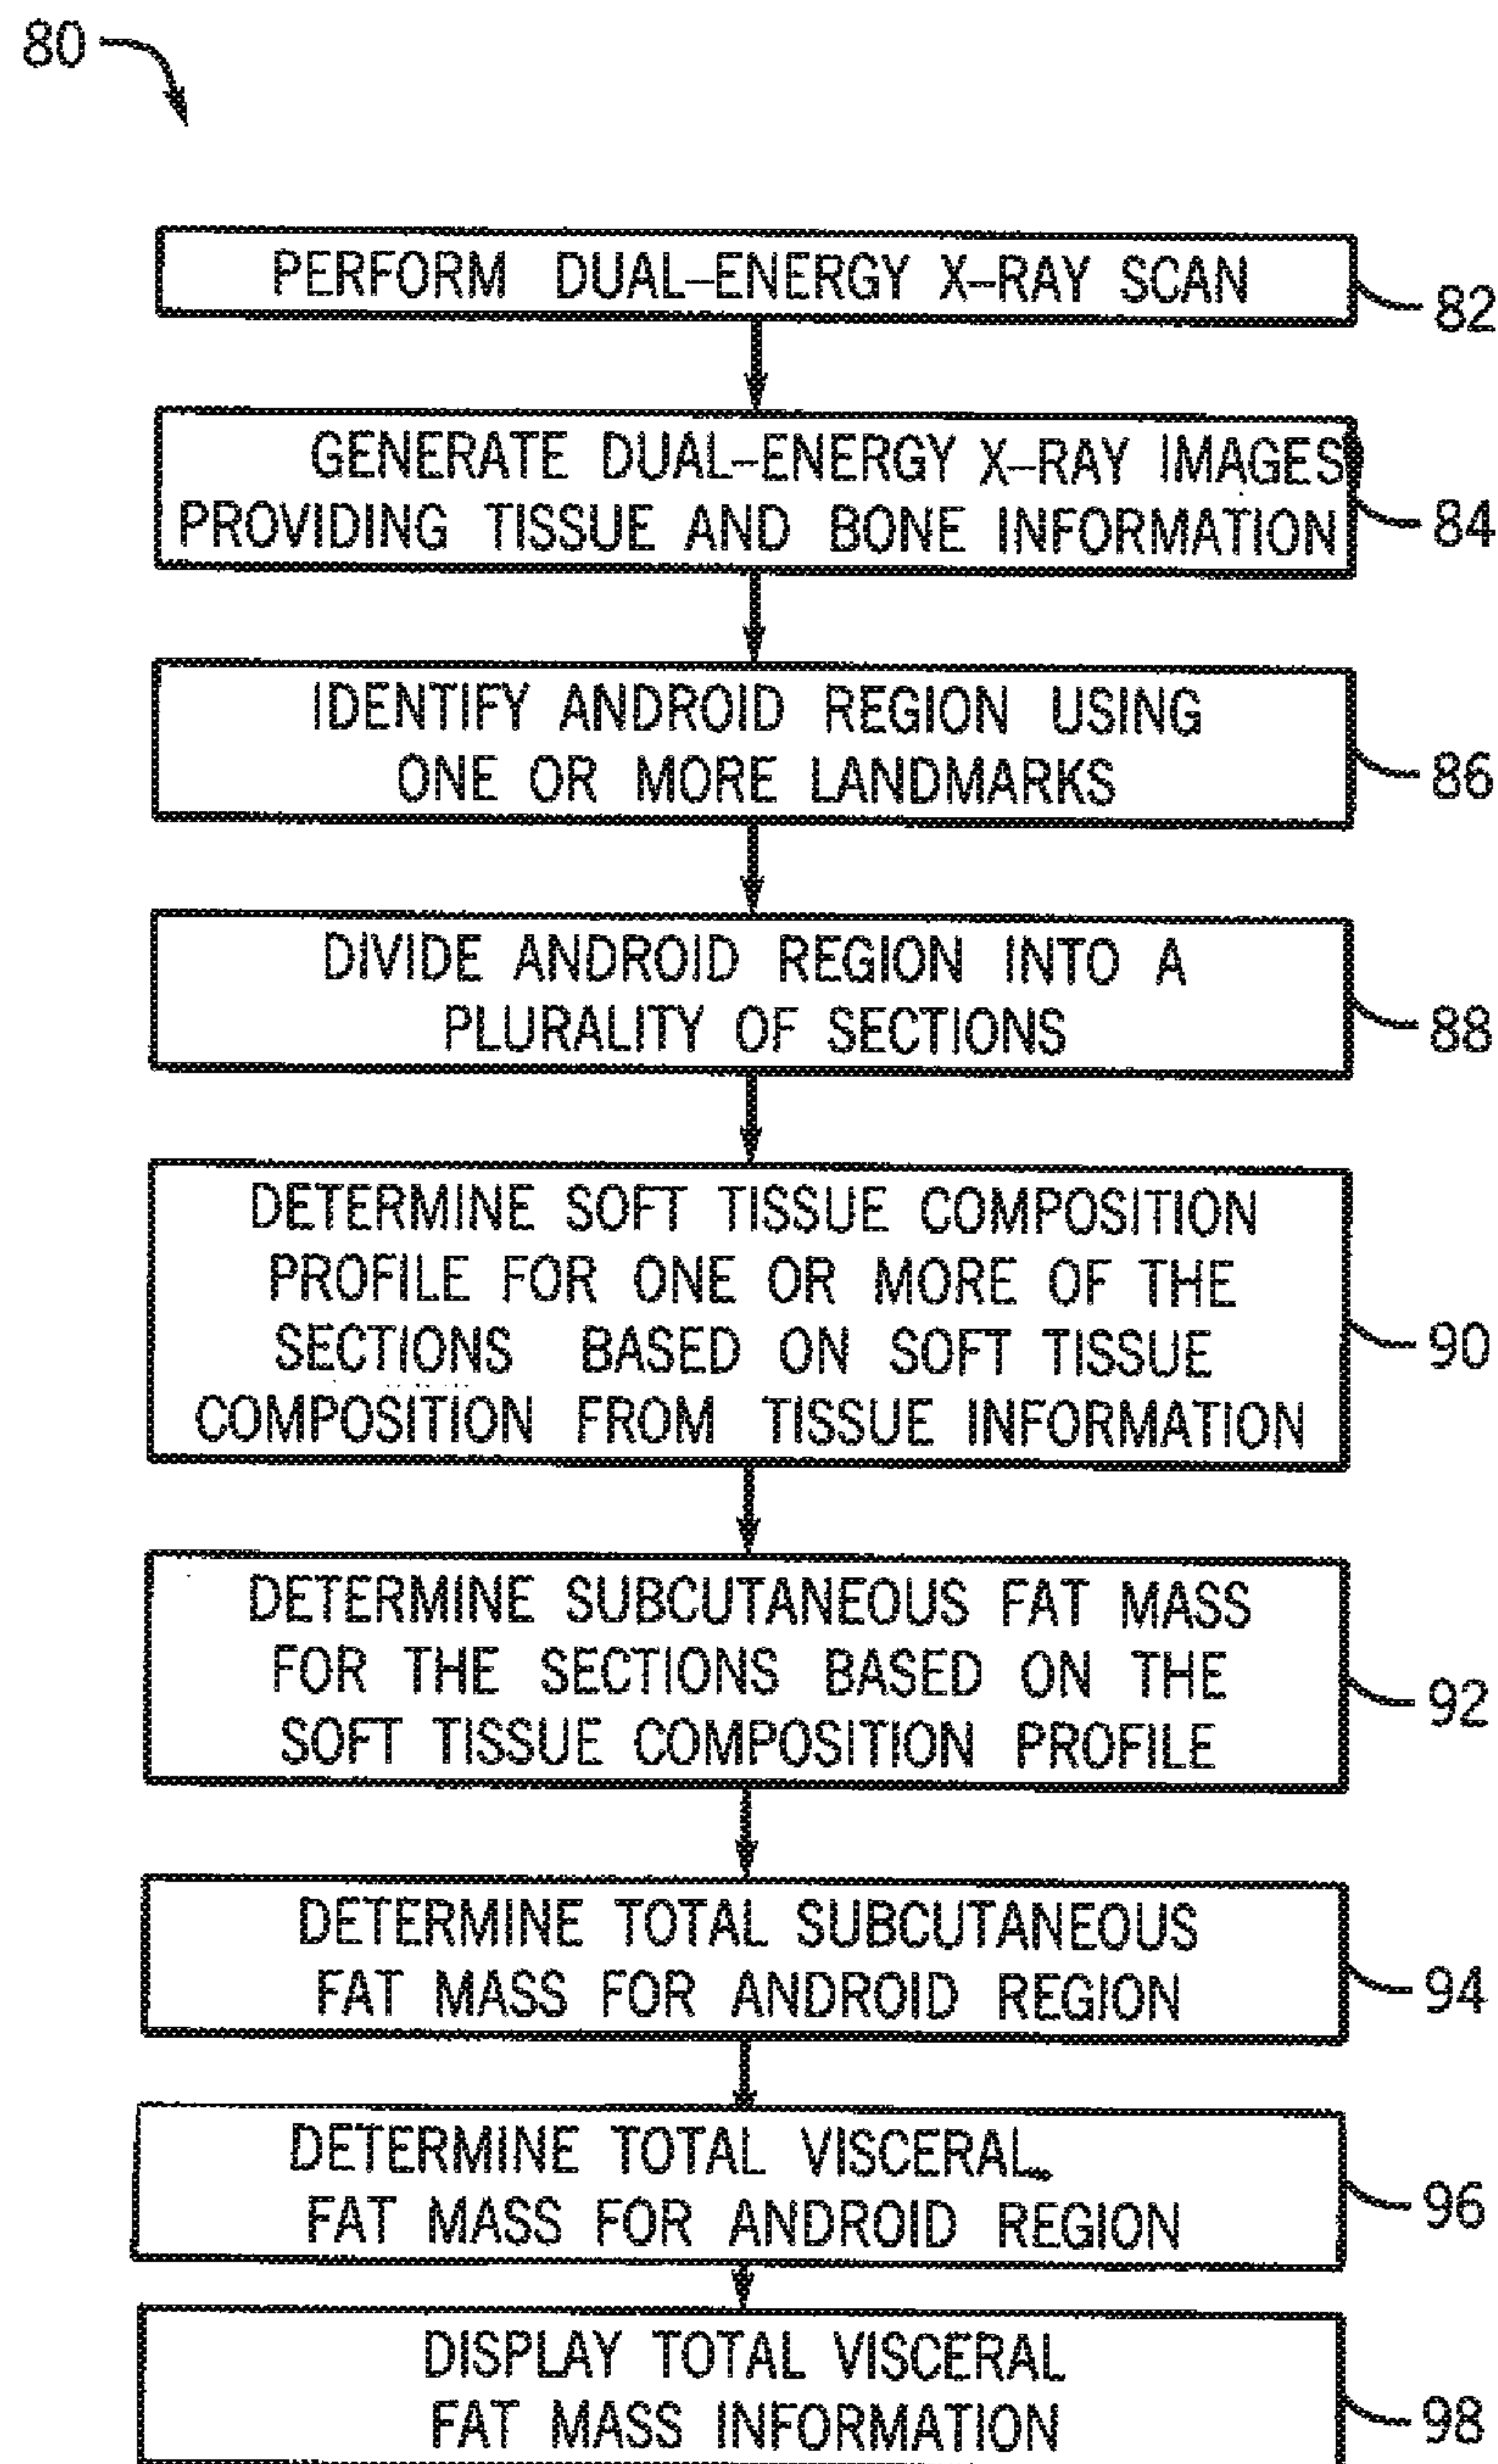 80
PERFORM DUAL-ENERGY X-RAY SCAN
82
GENERATE DUAL-ENERGY X-RAY IMAGES
PROVIDING TISSUE AND BONE INFORMATION
84
IDENTIFY ANDROID REGION USING
ONE OR MORE LANDMARKS
86
DIVIDE ANDROID REGION INTO A
PLURALITY OF SECTIONS
88
DETERMINE SOFT TISSUE COMPOSITION
PROFILE FOR ONE OR MORE OF THE
SECTIONS BASED ON SOFT TISSUE
COMPOSITION FROM TISSUE INFORMATION
90
DETERMINE SUBCUTANEOUS FAT MASS
FOR THE SECTIONS BASED ON THE
SOFT TISSUE COMPOSITION PROFILE
92
DETERMINE TOTAL SUBCUTANEOUS
FAT MASS FOR ANDROID REGION
94
DETERMINE TOTAL VISCERAL
FAT MASS FOR ANDROID REGION
96
DISPLAY TOTAL VISCERAL
FAT MASS INFORMATION
98